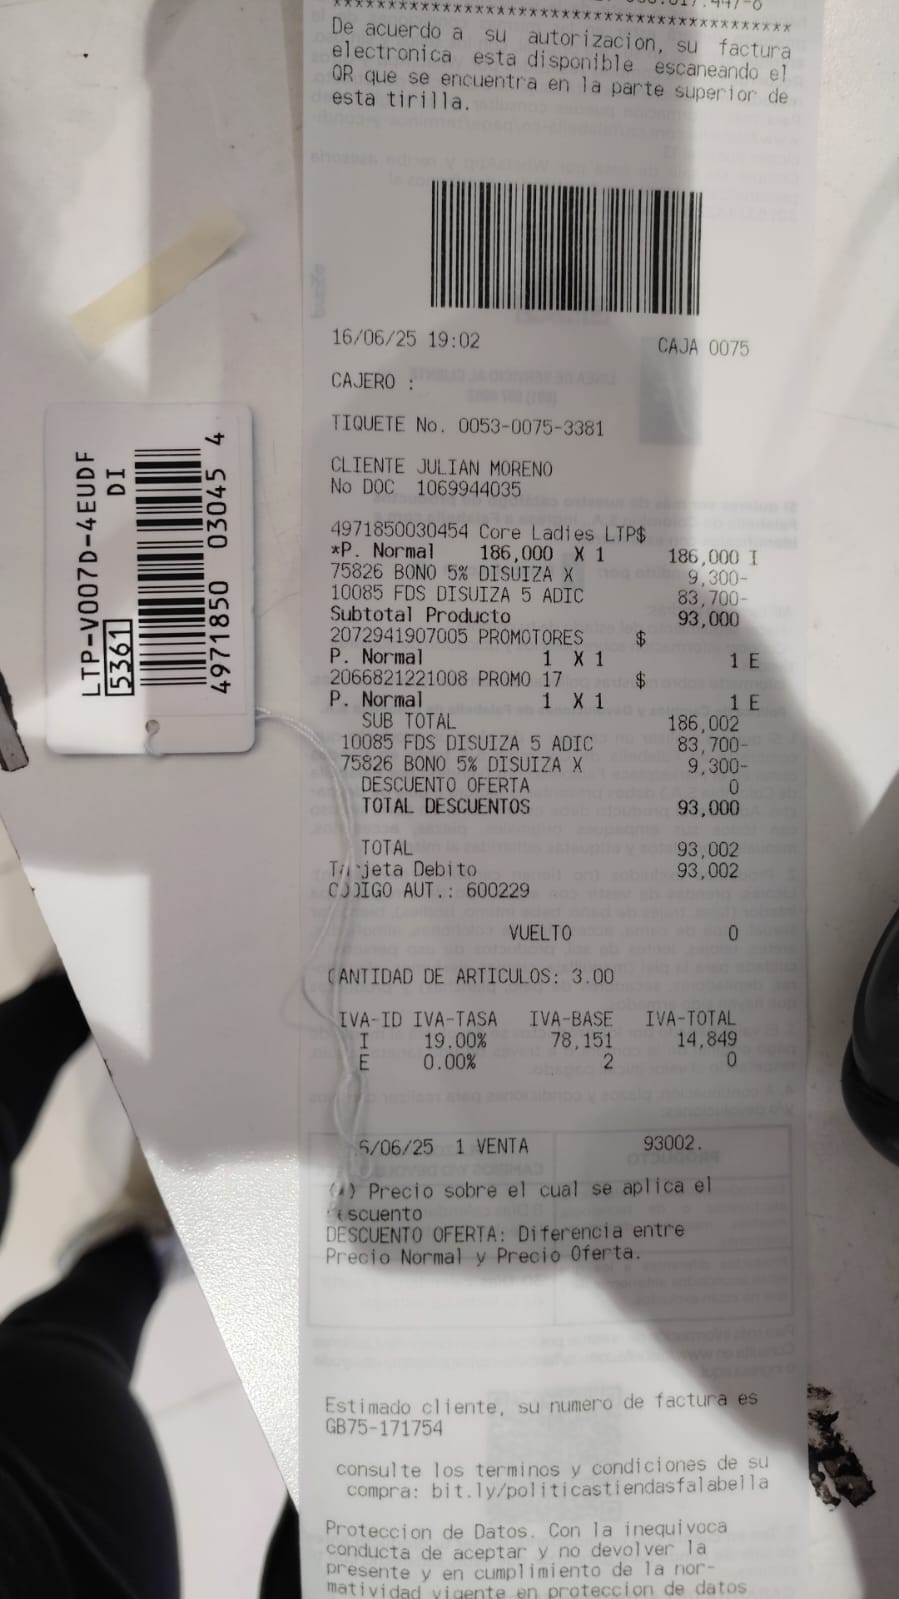 ****************************************
De acuerdo a su autorizacion, su factura
electronica esta disponible escaneando el
QR que se encuentra en la parte superior de
esta tirilla.
16/06/25 19:02 CAJA 0075
CAJERO :
TIQUETE No. 0053-0075-3381
CLIENTE JULIAN MORENO
No DOC 1069944035
4971850030454 Core Ladies LTP$
*P. Normal 186,000 X 1 186,000 I
75826 BONO 5% DISUIZA X 9,300-
10085 FDS DISUIZA 5 ADIC 83,700-
Subtotal Producto 93,000
2072941907005 PROMOTORES $
P. Normal 1 X 1 1 E
2066821221008 PROMO 17 $
P. Normal 1 X 1 1 E
SUB TOTAL 186,002
10085 FDS DISUIZA 5 ADIC 83,700-
75826 BONO 5% DISUIZA X 9,300-
DESCUENTO OFERTA 0
TOTAL DESCUENTOS 93,000
TOTAL 93,002
Tarjeta Debito 93,002
CODIGO AUT.: 600229
VUELTO 0
CANTIDAD DE ARTICULOS: 3.00
IVA-ID IVA-TASA IVA-BASE IVA-TOTAL
I 19.00% 78,151 14,849
E 0.00% 2 0
6/06/25 1 VENTA 93002.
(*) Precio sobre el cual se aplica el
escuento
DESCUENTO OFERTA: Diferencia entre
Precio Normal y Precio Oferta.
Estimado cliente, su numero de factura es
GB75-171754
consulte los terminos y condiciones de su
compra: bit.ly/politicastiendasfalabella
Proteccion de Datos. Con la inequivoca
conducta de aceptar y no devolver la
presente y en cumplimiento de la nor-
matividad vigente en proteccion de datos
LTP-V007D-4EUDF
DI
5361
4971850 03045 4